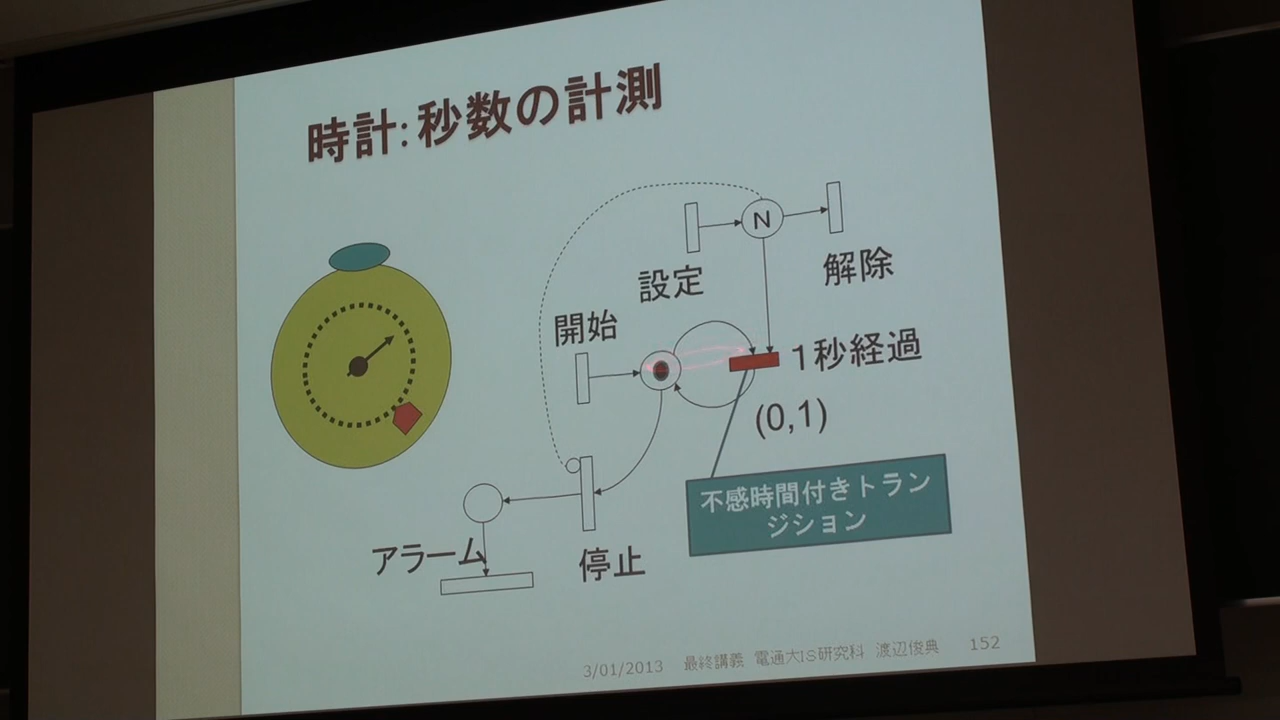 時計:秒数の計測
N
設定
解除
開始
1秒経過
(0,1)
不感時間付きトラン
ジション
アラーム
停止
3/01/2013 最終講義 電通大IS研究科 渡辺俊典 152